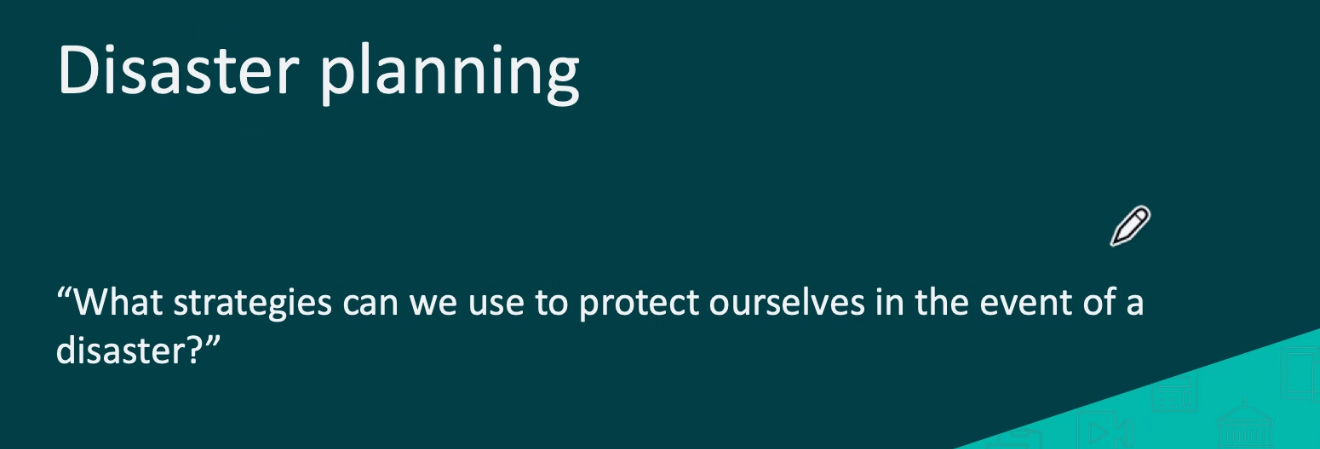 Disaster planning
“What strategies can we use to protect ourselves in the event of a
disaster?”